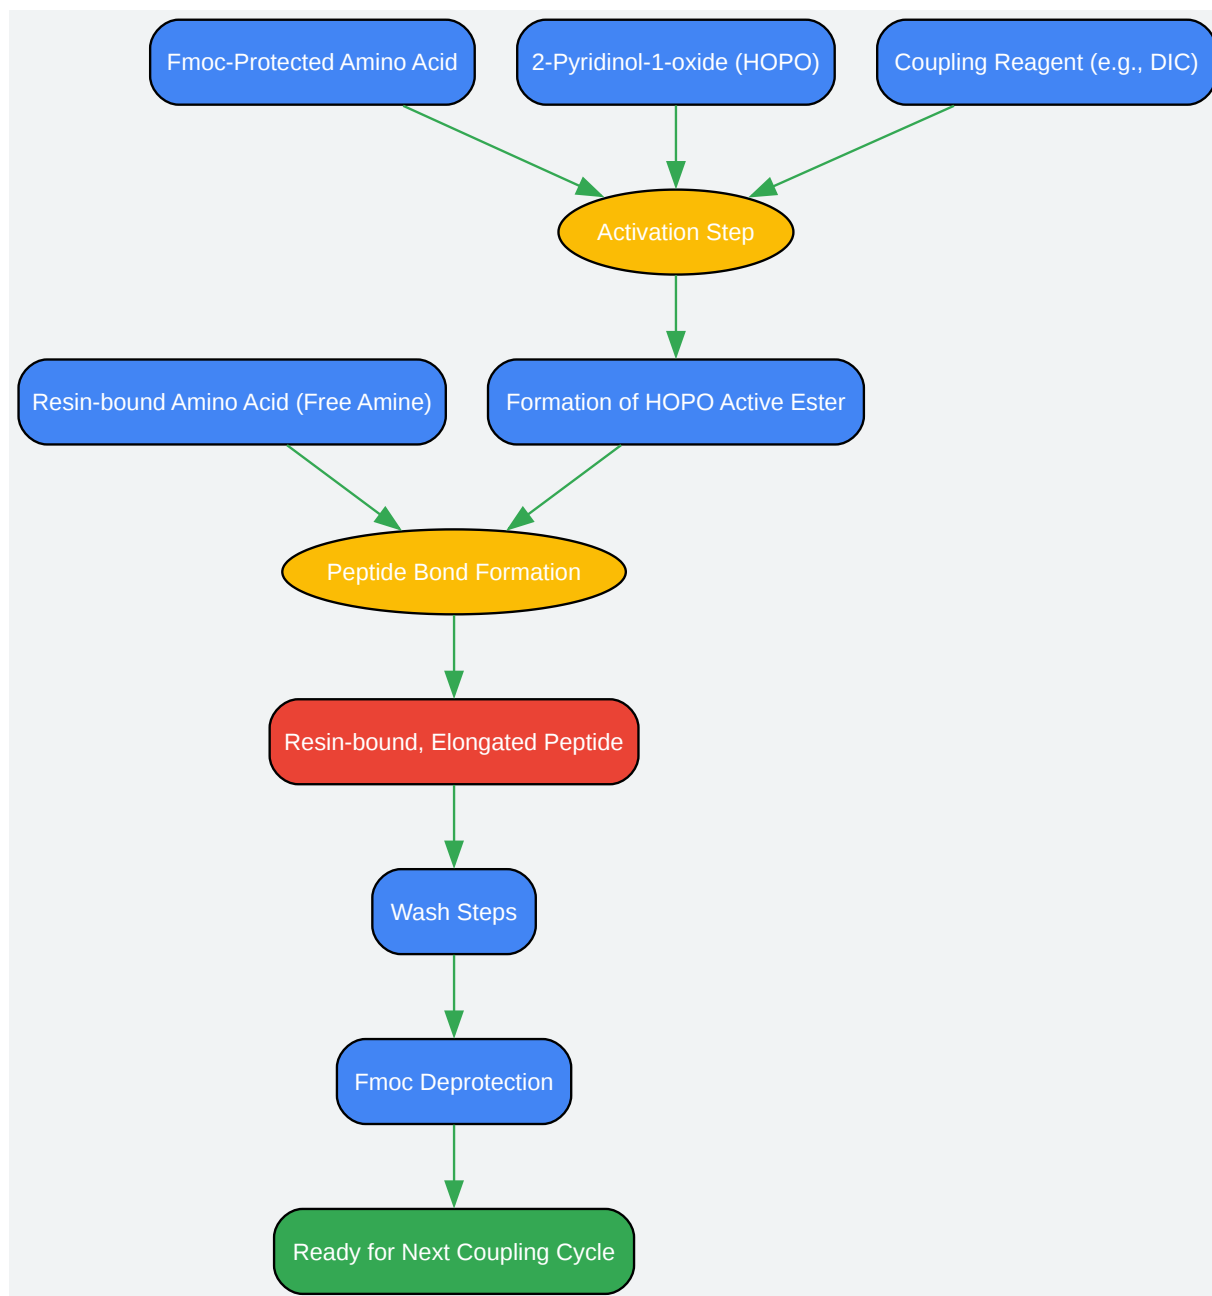 Fmoc-Protected Amino Acid
2-Pyridinol-1-oxide (HOPO)
Coupling Reagent (e.g., DIC)
Activation Step
Resin-bound Amino Acid (Free Amine)
Formation of HOPO Active Ester
Peptide Bond Formation
Resin-bound, Elongated Peptide
Wash Steps
Fmoc Deprotection
Ready for Next Coupling Cycle